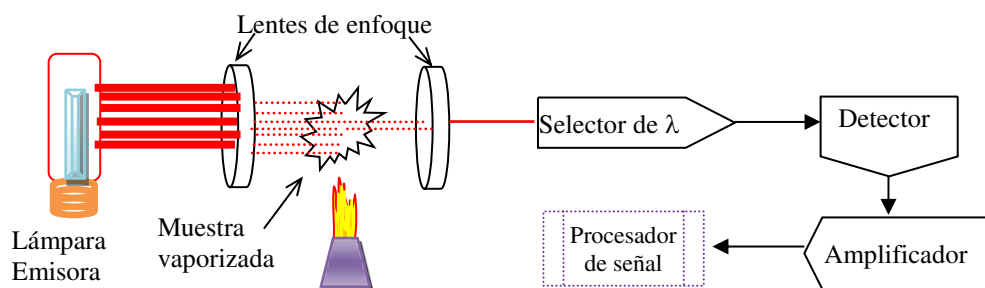 Lentes de enfoque
Selector de λ
Detector
Muestra
vaporizada
Lámpara
Emisora
Procesador
de señal
Amplificador